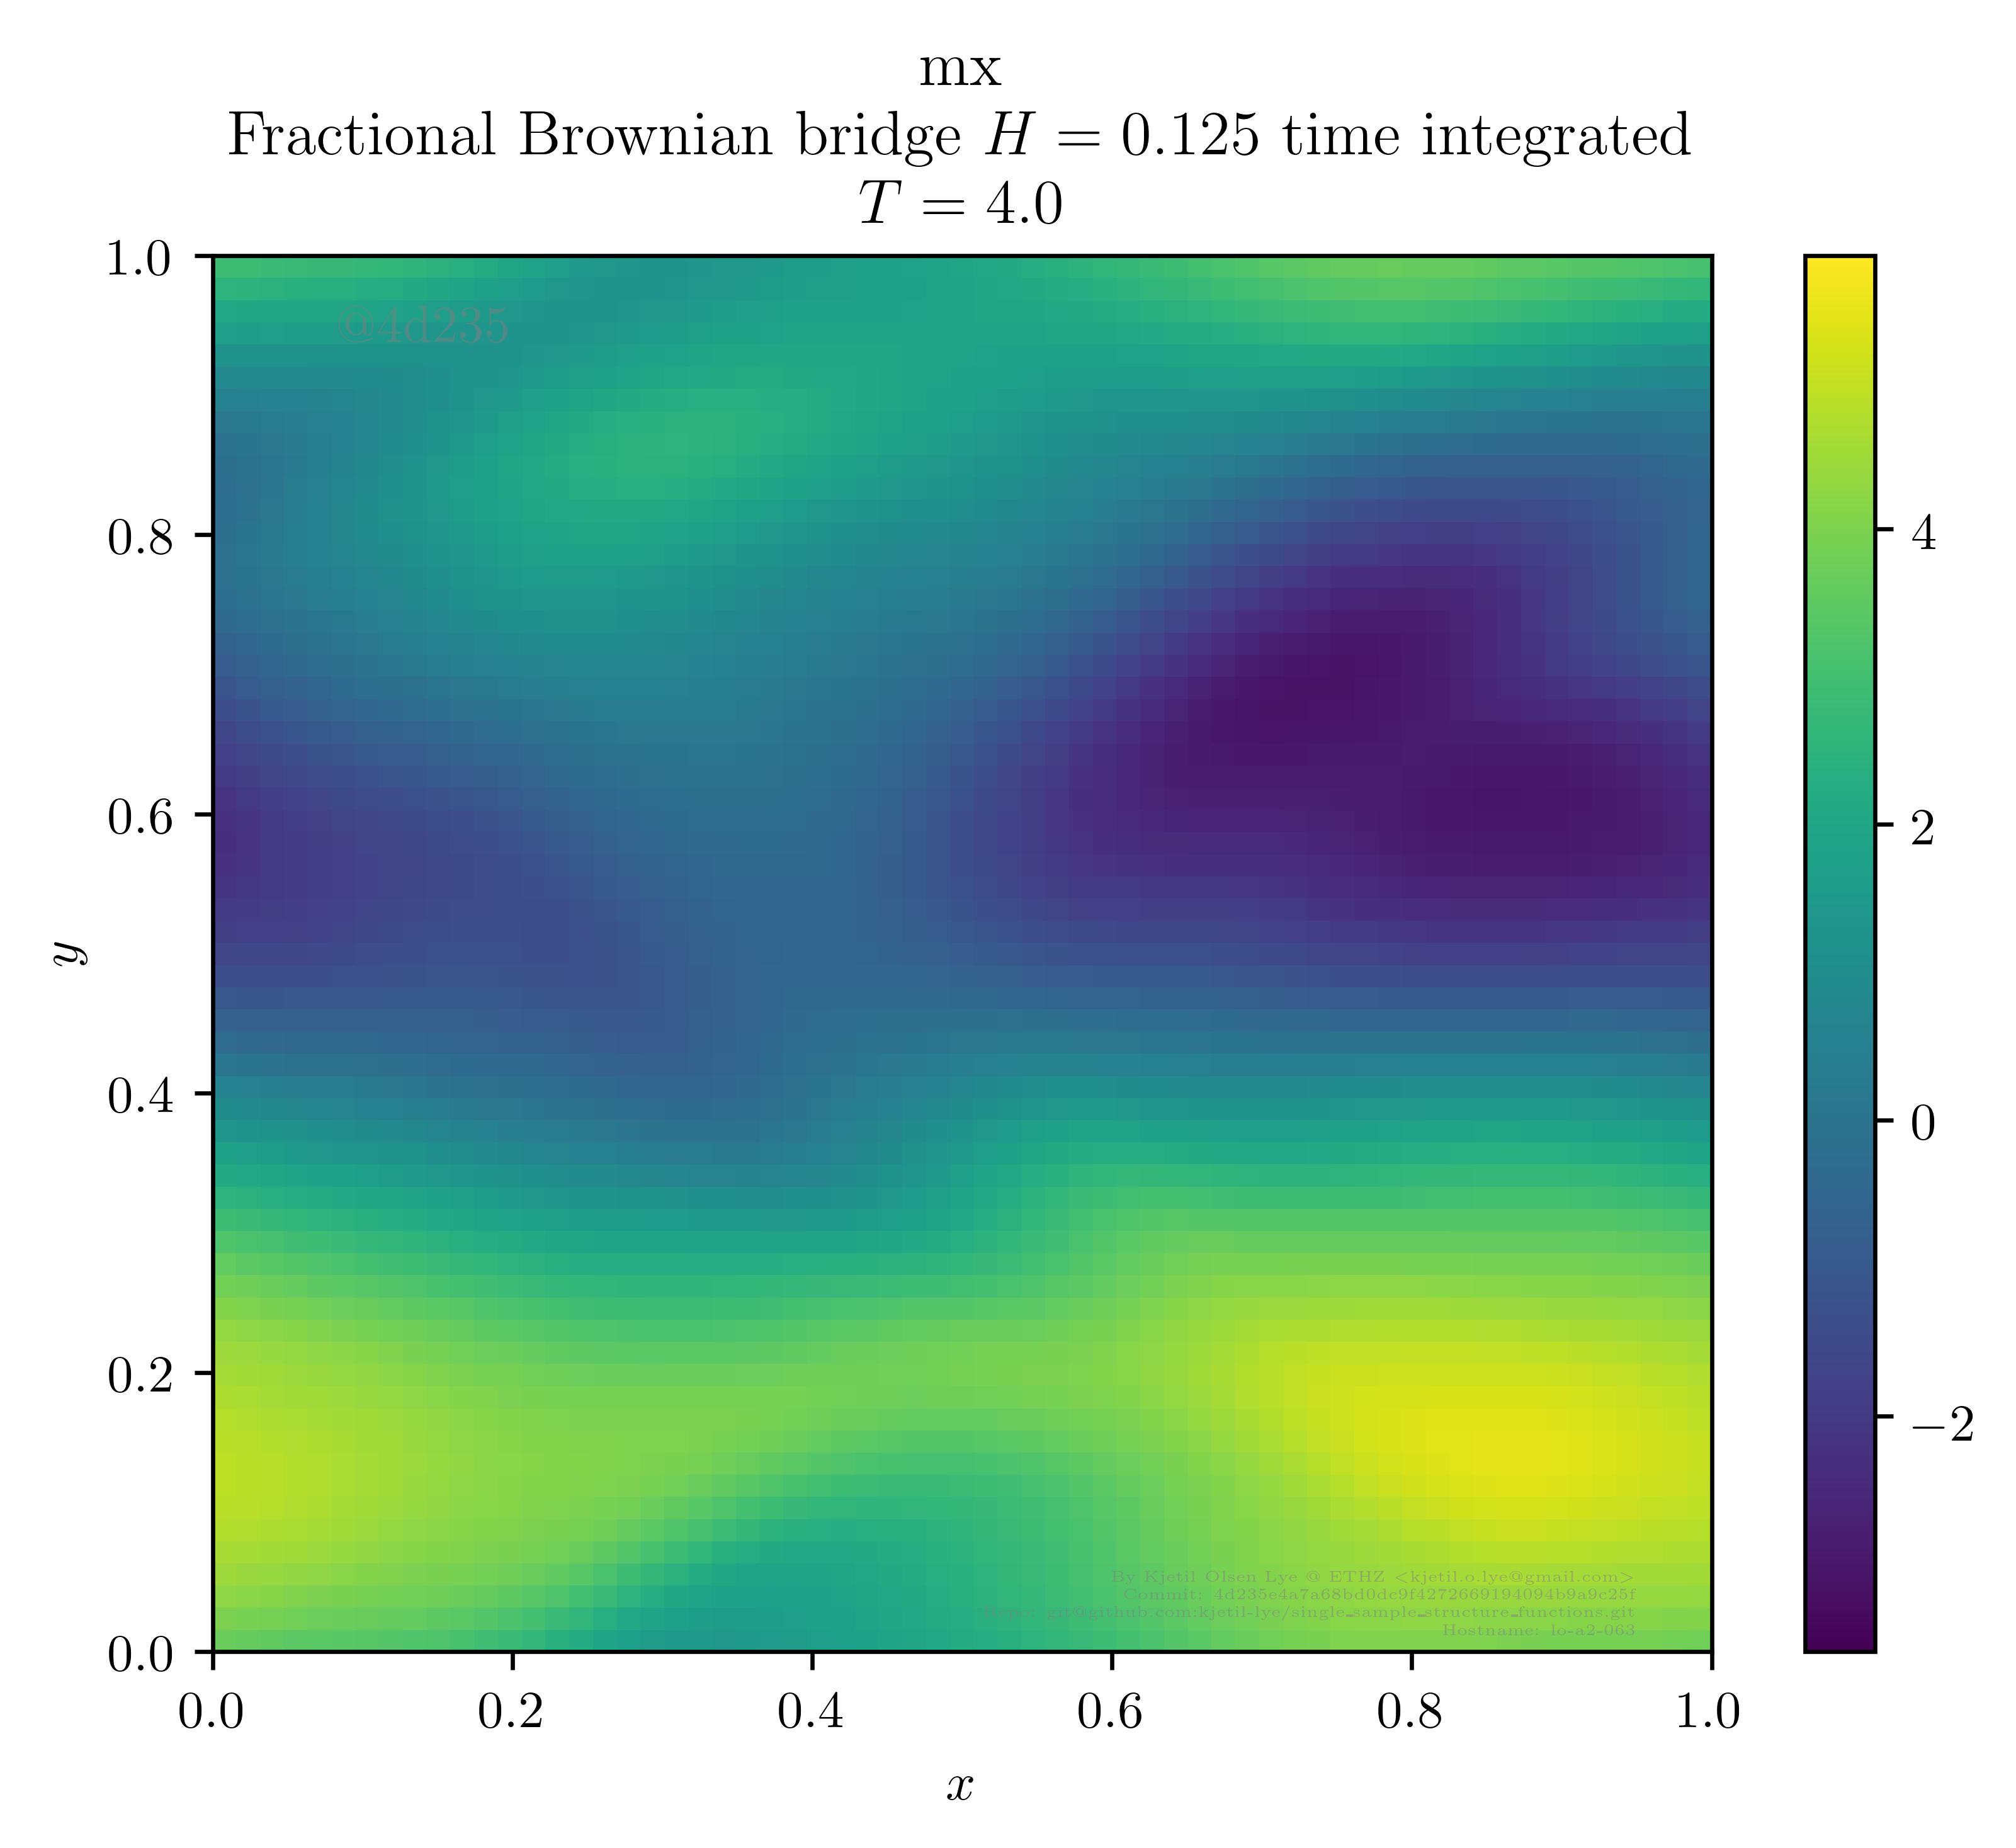 mx
Fractional Brownian bridge H = 0.125 time integrated
T = 4.0
1.0
@4d235
0.8
0.6
0.4
0.2
0.0
y
4
2
0
−2
By Kjetil Olsen Lye @ ETHZ <kjetil.o.lye@gmail.com>
Commit: 4d235e4a7a68bd0dc9f4272669194094b9a9c25f
git@github.com:kjetil-lye/single_sample_structure_functions.git
Hostname: lo-a2-063
0.0 0.2 0.4 0.6 0.8 1.0
x